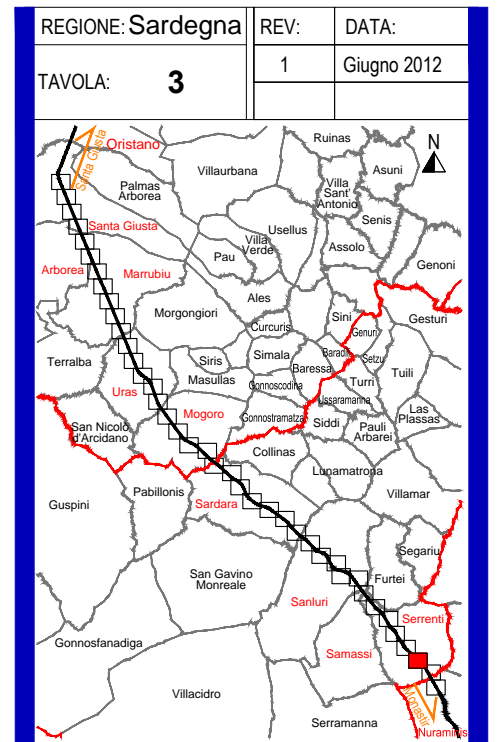 REGIONE: Sardegna
REV:
DATA:
TAVOLA: 3
1
Giugno 2012
N
Santa Giusta
Oristano
Ruinas
Asuni
Villaurbana
Palmas
Arborea
Villa
Sant'
Antonio
Senis
Santa Giusta
Usellus
Villa
Verde
Assolo
Genoni
Arborea
Marrubiu
Pau
Ales
Morgongiori
Sini
Gesturi
Curcuris
Genuri
Terralba
Siris
Simala
Baradili
Setzu
Baressa
Tuili
Masullas
Uras
Gonnoscodina
Turri
Ussaramanna
Mogoro
Gonnostramatza
Siddi
Las
Plassas
San Nicolò
d'Arcidano
Pauli
Arbarei
Collinas
Lunamatrona
Pabillonis
Villamar
Guspini
Sardara
Segariu
San Gavino
Monreale
Furtei
Sanluri
Serrenti
Gonnosfanadiga
Samassi
Villacidro
Monastir
Serramanna
Nuraminis